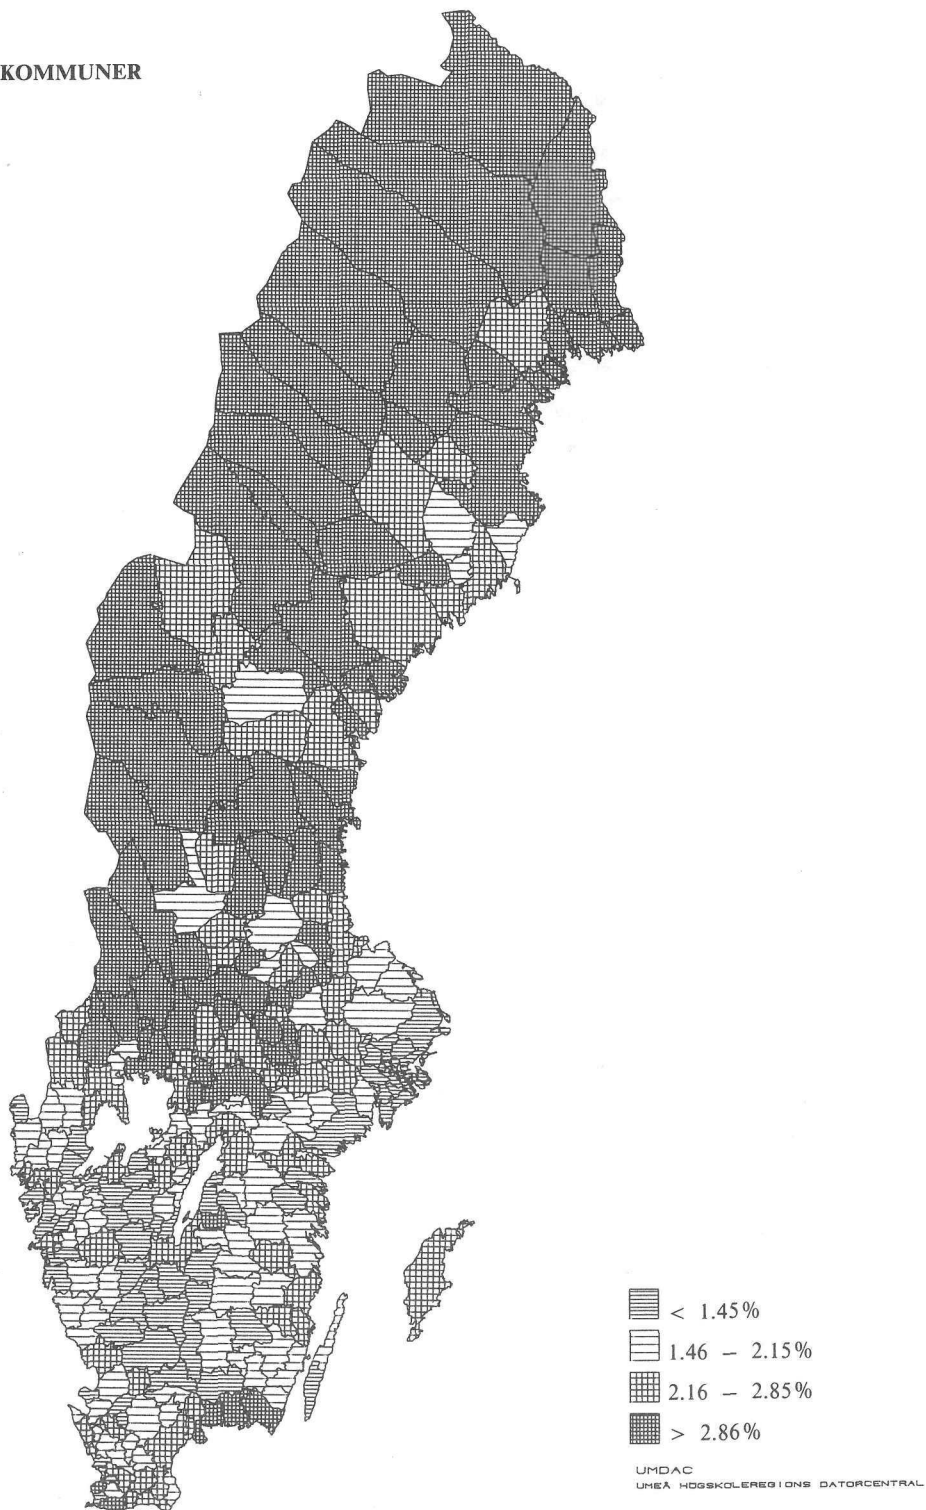 KOMMUNER
< 1.45%
1.46 – 2.15%
2.16 – 2.85%
> 2.86%
UMDAC
UMEÅ HÖGSKOLEREGIONS DATORCENTRAL